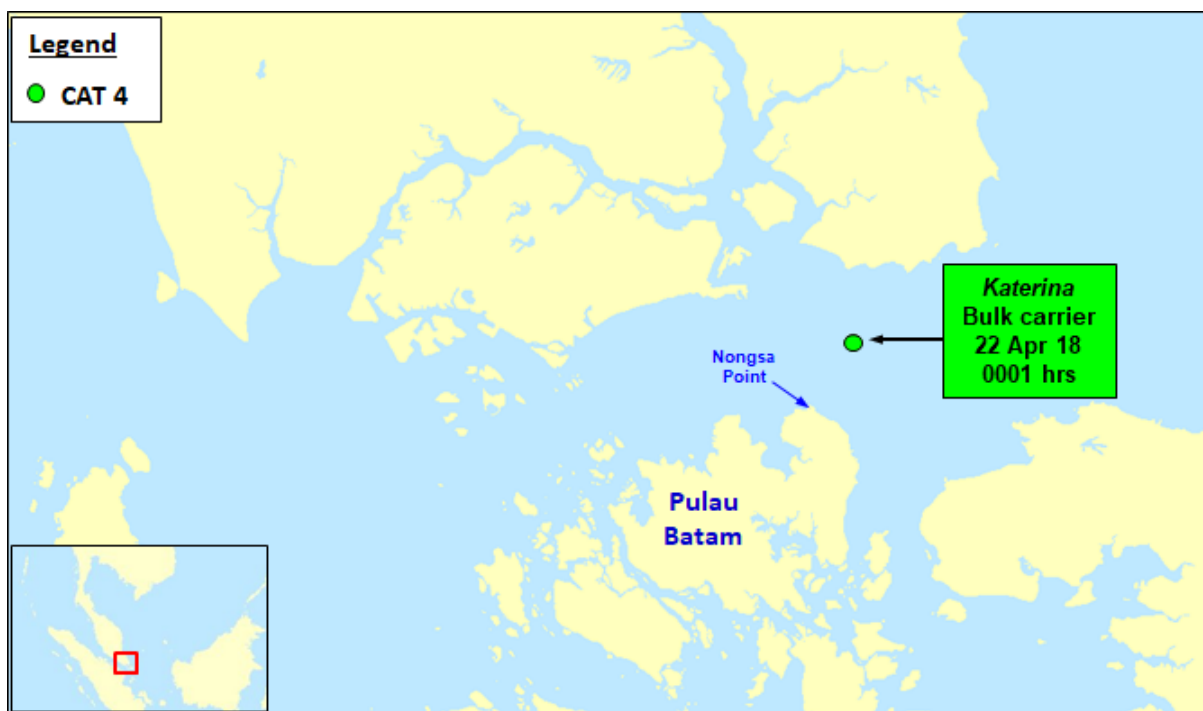 Legend
CAT 4
Katerina
Bulk carrier
22 Apr 18
0001 hrs
Nongsa
Point
Pulau
Batam